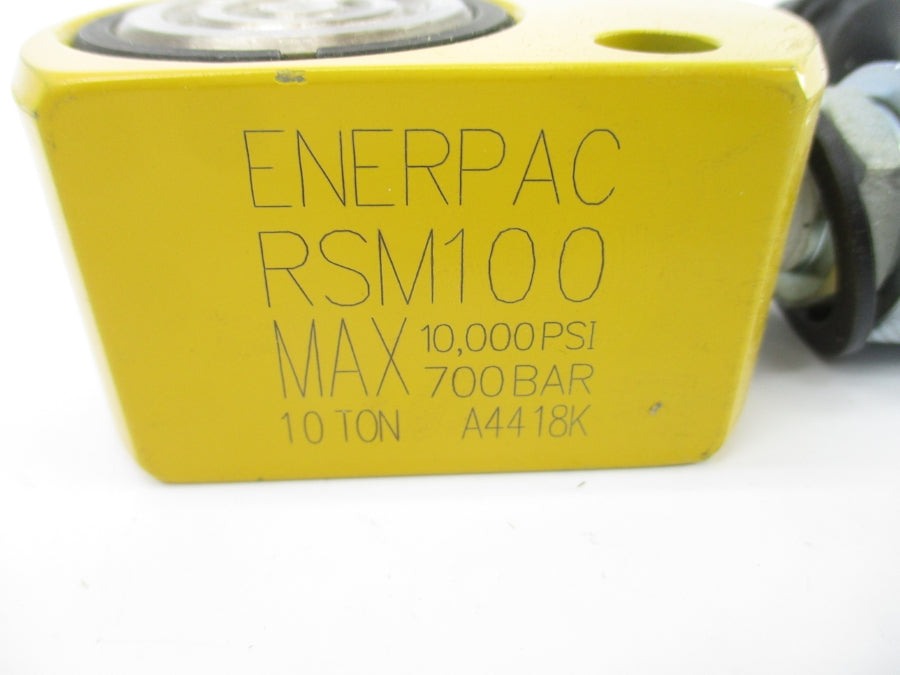 ENERPAC
RSM100
MAX 10,000 PSI
700 BAR
10 TON A4418K